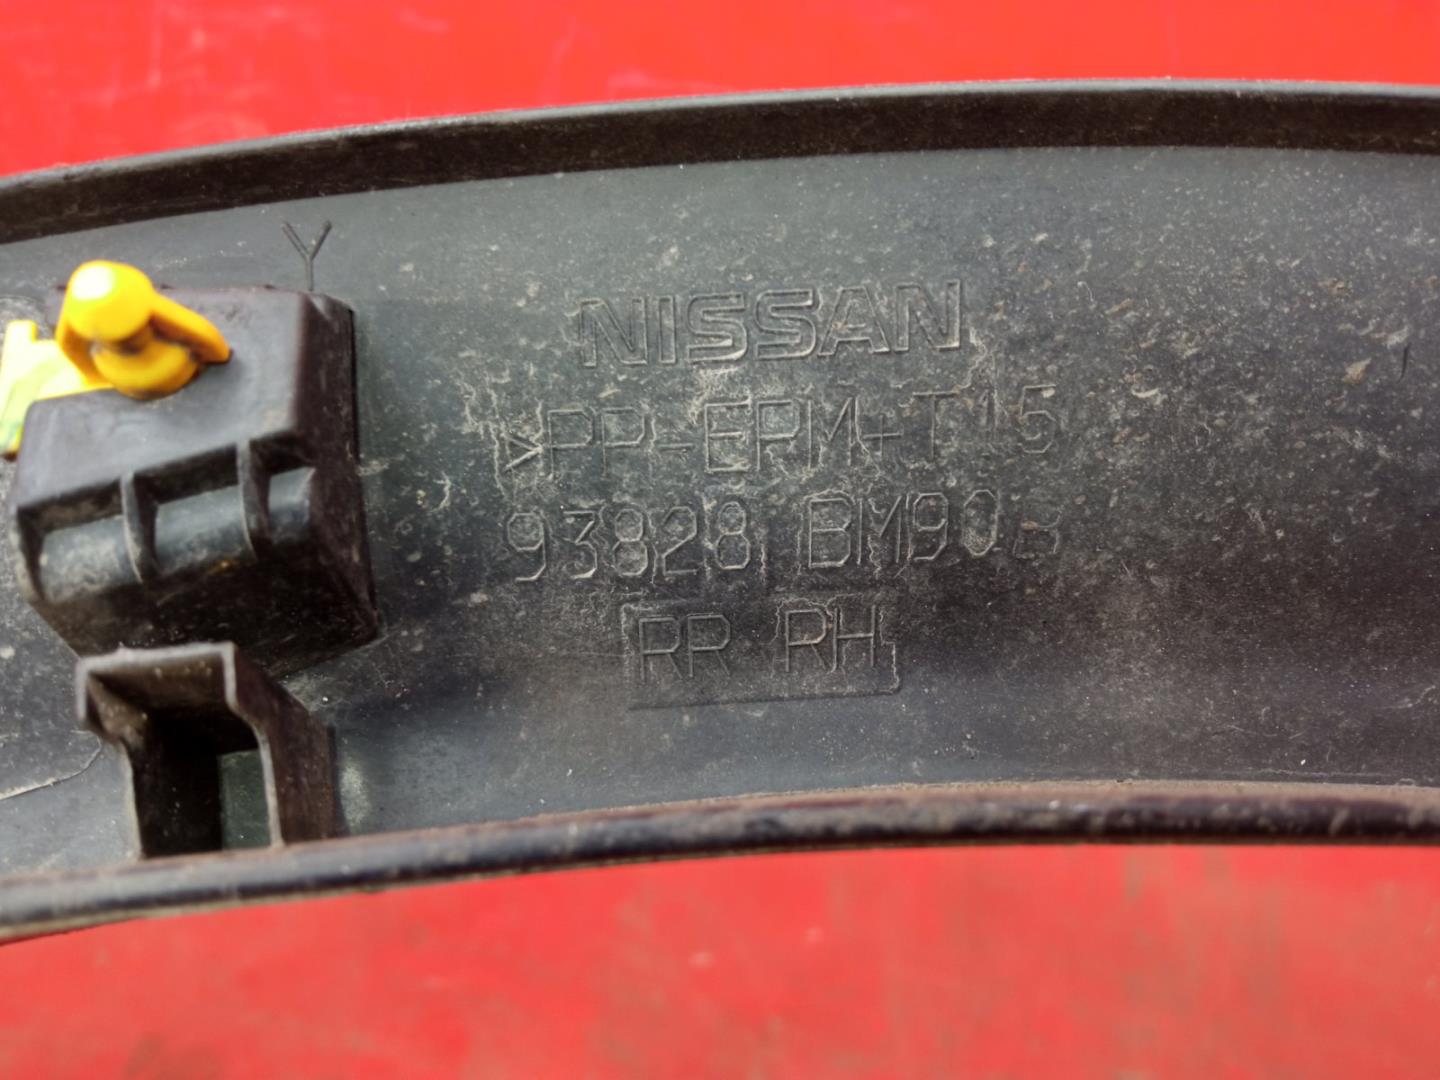 NISSAN
>PP-EPM+T15
93828 BM90B
RR RH